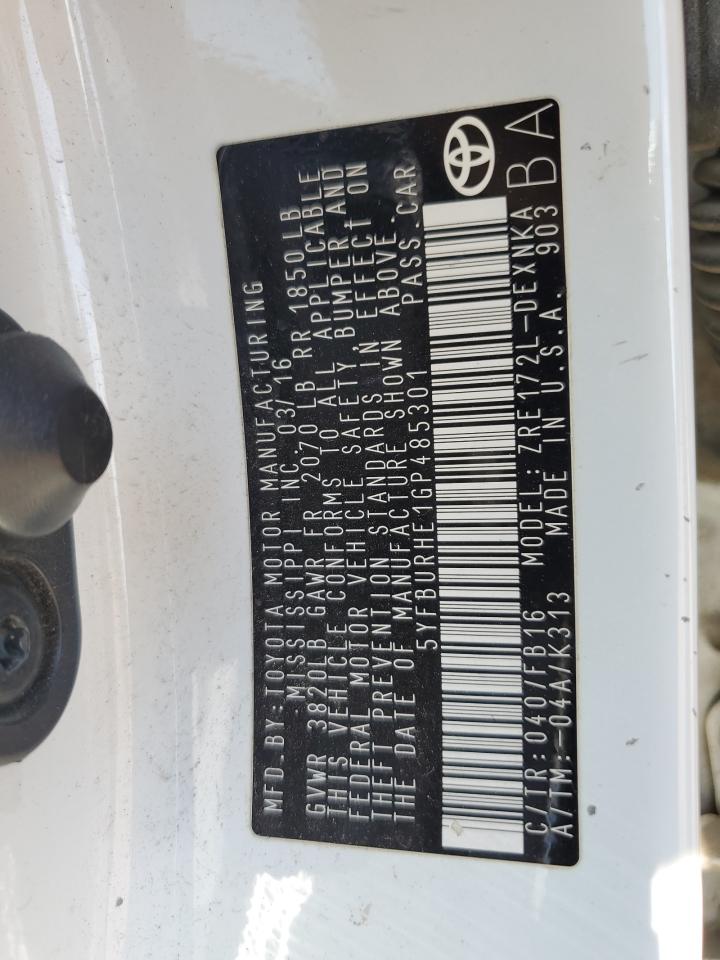 MFD.BY:TOYOTA MOTOR MANUFACTURING
MISSISSIPPI INC.03/16
GVWR 3820LB GAWR FR 2070 LB RR 1850LB
THIS VEHICLE CONFORMS TO ALL APPLICABLE
FEDERAL MOTOR VEHICLE SAFETY, BUMPER,AND
THEFT PREVENTION STANDARDS IN EFFECT ON
THE DATE OF MANUFACTURE SHOWN ABOVE.
5YFBURHE1GP485301 PASS.CAR
C/TR:040/FB16 MODEL:ZRE172L-DEXNKA
A/TM:-04A/K313 MADE IN U.S.A. 903 BA